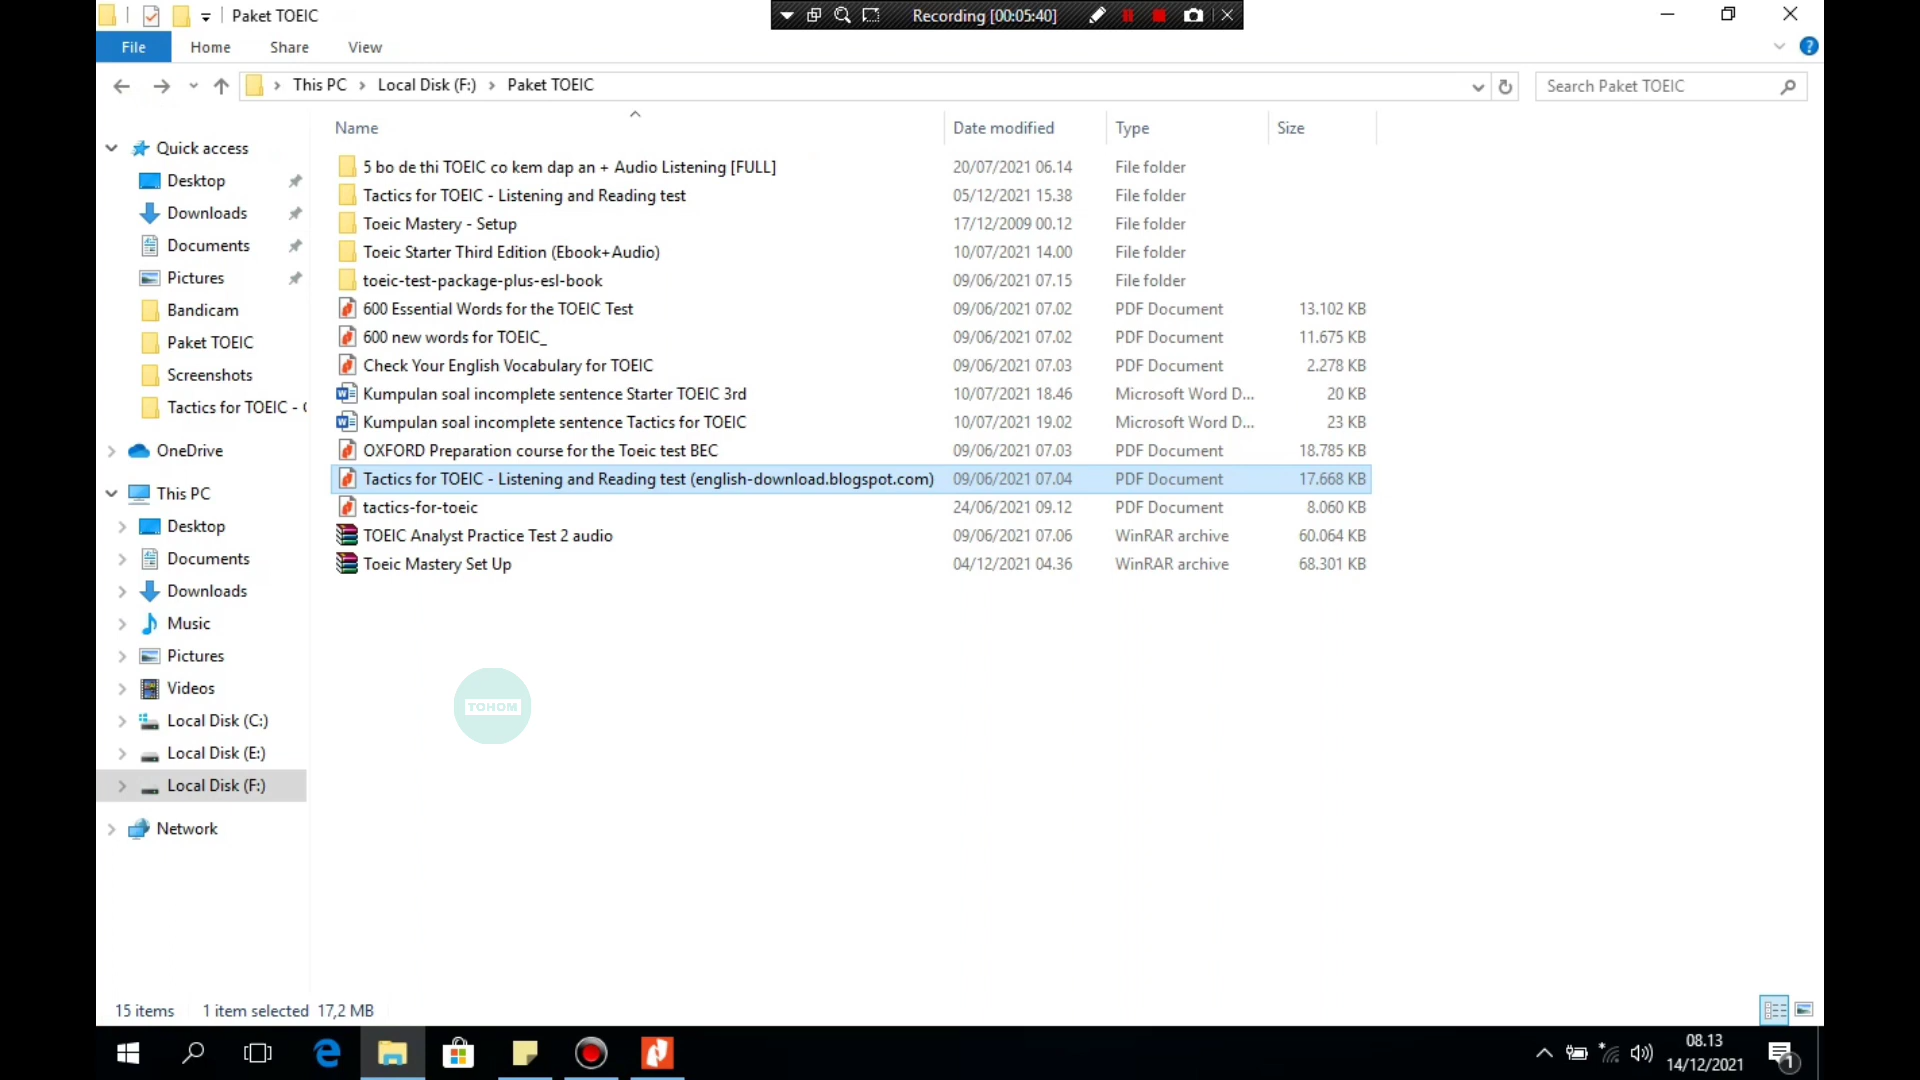 Paket TOEIC
Recording [00:05:40]
File Home Share View
This PC Local Disk (F:) Paket TOEIC
Search Paket TOEIC
Name Date modified Type Size
Quick access
Desktop
Downloads
Documents
Pictures
Bandicam
Paket TOEIC
Screenshots
Tactics for TOEIC - (
OneDrive
This PC
Desktop
Documents
Downloads
Music
Pictures
Videos
Local Disk (C:)
Local Disk (E:)
Local Disk (F:)
Network
5 bo de thi TOEIC co kem dap an + Audio Listening [FULL] 20/07/2021 06.14 File folder
Tactics for TOEIC - Listening and Reading test 05/12/2021 15.38 File folder
Toeic Mastery - Setup 17/12/2009 00.12 File folder
Toeic Starter Third Edition (Ebook+Audio) 10/07/2021 14.00 File folder
toeic-test-package-plus-esl-book 09/06/2021 07.15 File folder
600 Essential Words for the TOEIC Test 09/06/2021 07.02 PDF Document 13.102 KB
600 new words for TOEIC_ 09/06/2021 07.02 PDF Document 11.675 KB
Check Your English Vocabulary for TOEIC 09/06/2021 07.03 PDF Document 2.278 KB
Kumpulan soal incomplete sentence Starter TOEIC 3rd 10/07/2021 18.46 Microsoft Word D... 20 KB
Kumpulan soal incomplete sentence Tactics for TOEIC 10/07/2021 19.02 Microsoft Word D... 23 KB
OXFORD Preparation course for the Toeic test BEC 09/06/2021 07.03 PDF Document 18.785 KB
Tactics for TOEIC - Listening and Reading test (english-download.blogspot.com) 09/06/2021 07.04 PDF Document 17.668 KB
tactics-for-toeic 24/06/2021 09.12 PDF Document 8.060 KB
TOEIC Analyst Practice Test 2 audio 09/06/2021 07.06 WinRAR archive 60.064 KB
Toeic Mastery Set Up 04/12/2021 04.36 WinRAR archive 68.301 KB
TOHOM
15 items 1 item selected 17,2 MB
08.13
14/12/2021
1